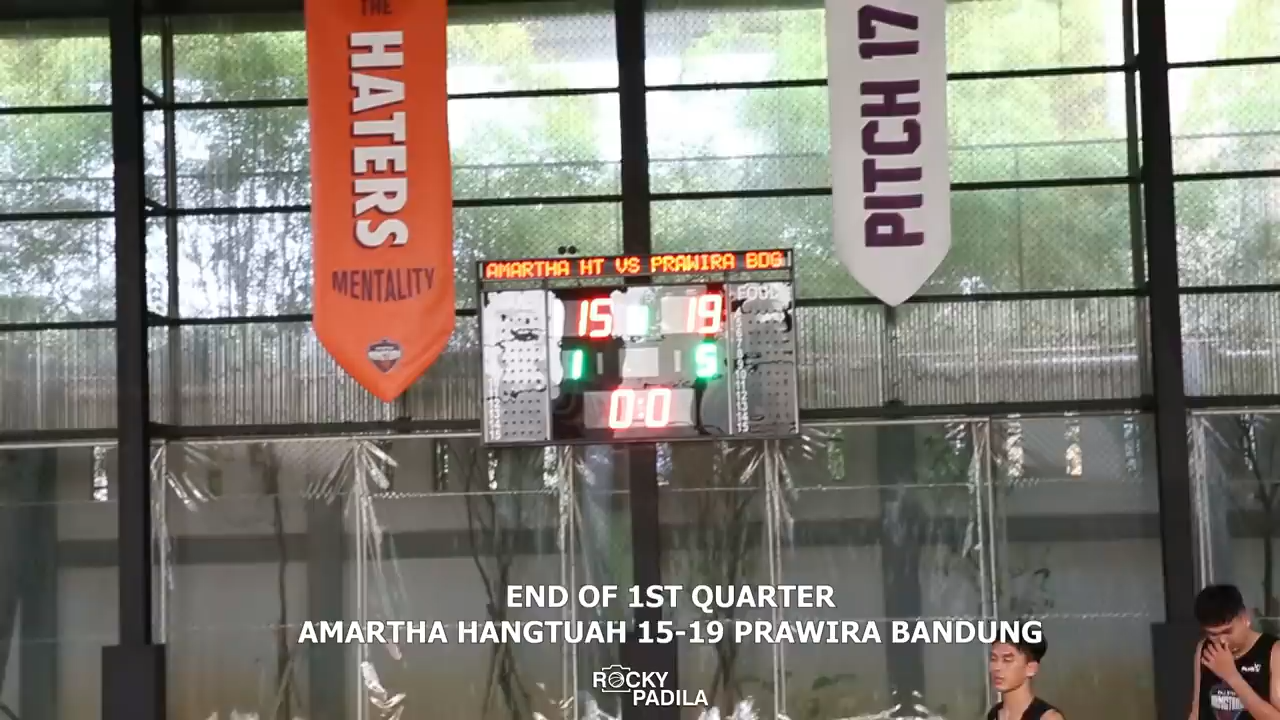 THE
HATERS
MENTALITY
PITCH 17
AMARTHA HT VS PRAWIRA BDG
FOUL
15 19
1 5
0:0
END OF 1ST QUARTER
AMARTHA HANGTUAH 15-19 PRAWIRA BANDUNG
ROCKY
PADILA